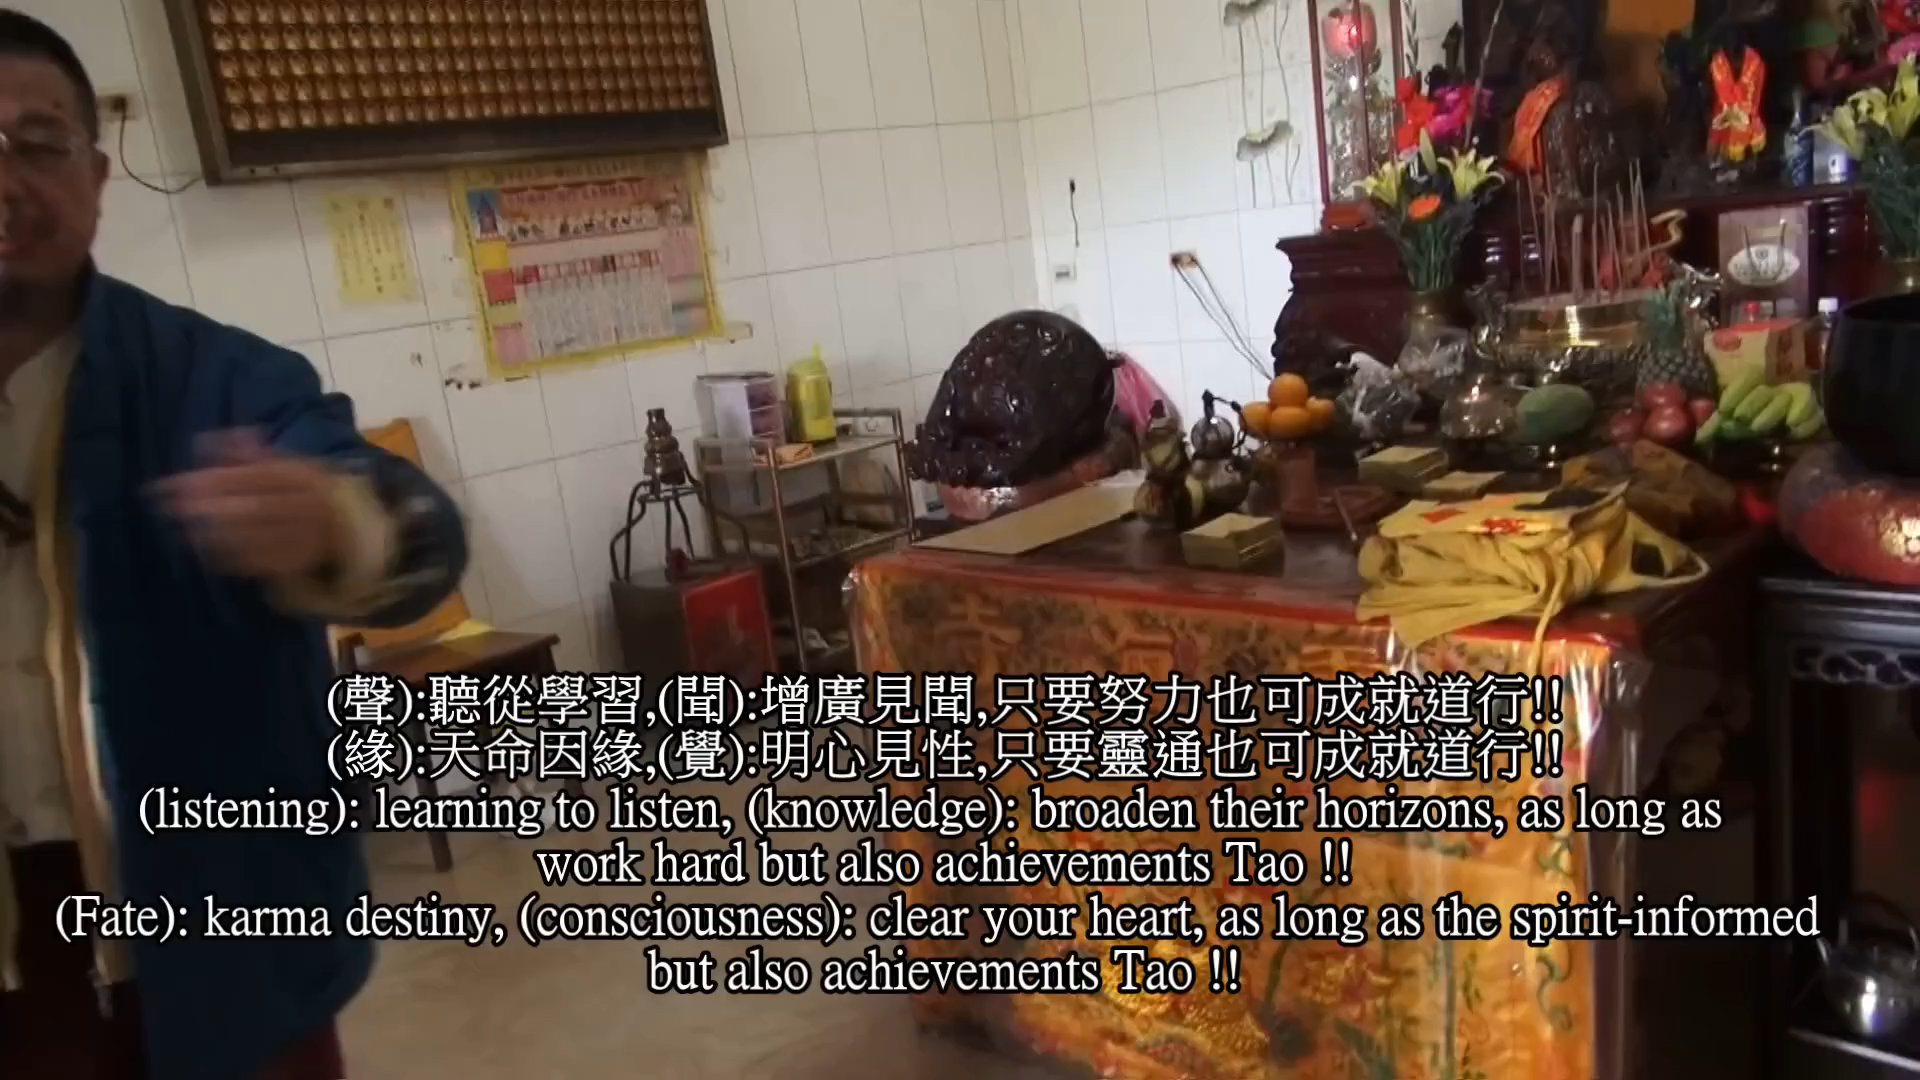 (聲):聽從學習,(聞):增廣見聞,只要努力也可成就道行!!
(緣):天命因緣,(覺):明心見性,只要靈通也可成就道行!!
(listening): learning to listen, (knowledge): broaden their horizons, as long as
work hard but also achievements Tao !!
(Fate): karma destiny, (consciousness): clear your heart, as long as the spirit-informed
but also achievements Tao !!